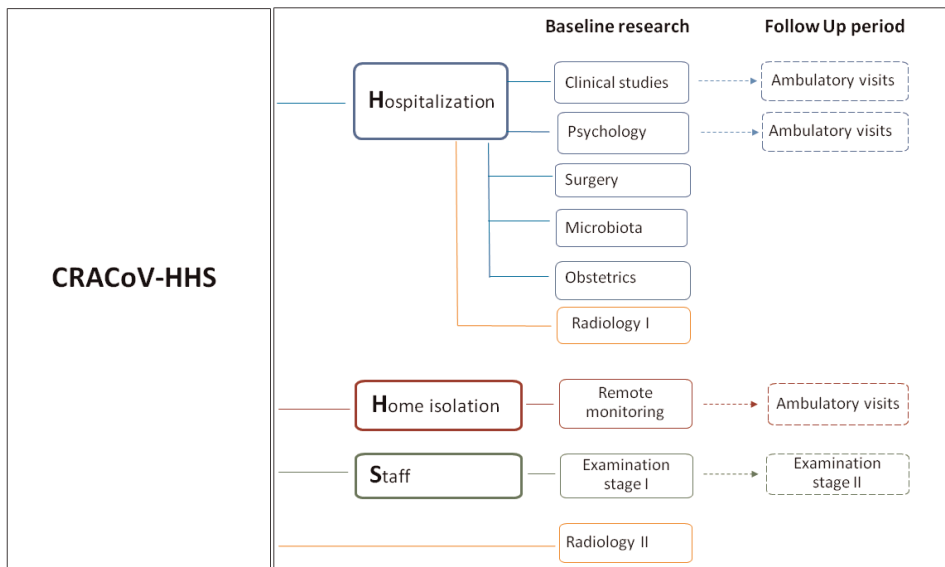 Baseline research
Follow Up period
CRACoV-HHS
Hospitalization
Clinical studies
Ambulatory visits
Psychology
Ambulatory visits
Surgery
Microbiota
Obstetrics
Radiology I
Home isolation
Remote
monitoring
Ambulatory visits
Staff
Examination
stage I
Examination
stage II
Radiology II